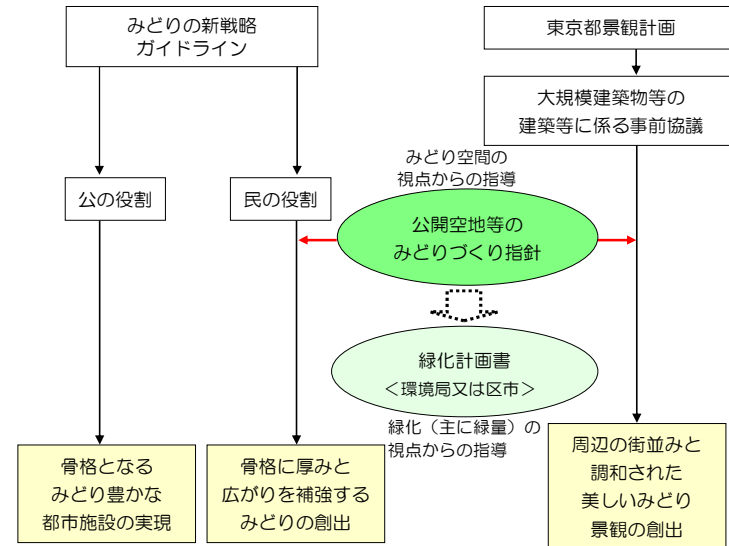 みどりの新戦略
ガイドライン
東京都景観計画
大規模建築物等の
建築等に係る事前協議
みどり空間の
視点からの指導
公の役割
民の役割
公開空地等の
みどりづくり指針
緑化計画書
＜環境局又は区市＞
緑化（主に緑量）の
視点からの指導
骨格となる
みどり豊かな
都市施設の実現
骨格に厚みと
広がりを補強する
みどりの創出
周辺の街並みと
調和された
美しいみどり
景観の創出